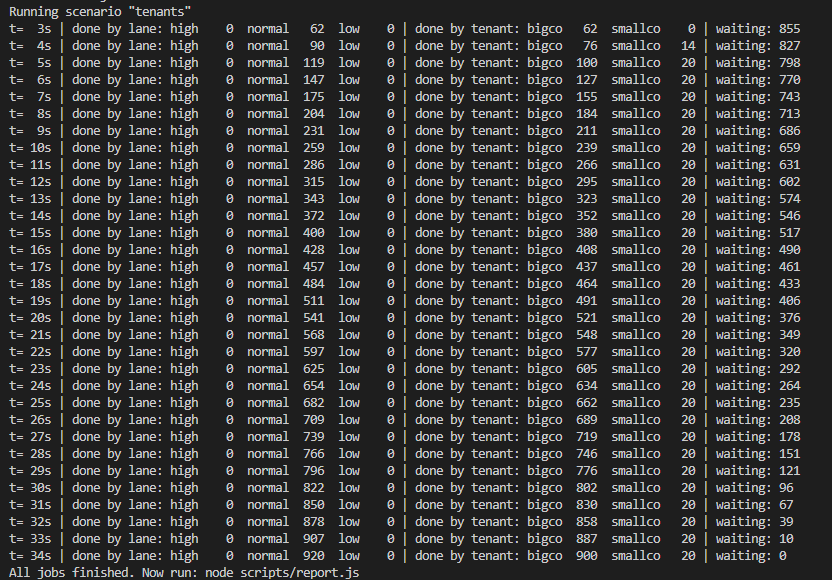 Running scenario "tenants"
t=  3s | done by lane: high    0  normal   62  low    0 | done by tenant: bigco   62  smallco    0 | waiting: 855
t=  4s | done by lane: high    0  normal   90  low    0 | done by tenant: bigco   76  smallco   14 | waiting: 827
t=  5s | done by lane: high    0  normal  119  low    0 | done by tenant: bigco  100  smallco   20 | waiting: 798
t=  6s | done by lane: high    0  normal  147  low    0 | done by tenant: bigco  127  smallco   20 | waiting: 770
t=  7s | done by lane: high    0  normal  175  low    0 | done by tenant: bigco  155  smallco   20 | waiting: 743
t=  8s | done by lane: high    0  normal  204  low    0 | done by tenant: bigco  184  smallco   20 | waiting: 713
t=  9s | done by lane: high    0  normal  231  low    0 | done by tenant: bigco  211  smallco   20 | waiting: 686
t= 10s | done by lane: high    0  normal  259  low    0 | done by tenant: bigco  239  smallco   20 | waiting: 659
t= 11s | done by lane: high    0  normal  286  low    0 | done by tenant: bigco  266  smallco   20 | waiting: 631
t= 12s | done by lane: high    0  normal  315  low    0 | done by tenant: bigco  295  smallco   20 | waiting: 602
t= 13s | done by lane: high    0  normal  343  low    0 | done by tenant: bigco  323  smallco   20 | waiting: 574
t= 14s | done by lane: high    0  normal  372  low    0 | done by tenant: bigco  352  smallco   20 | waiting: 546
t= 15s | done by lane: high    0  normal  400  low    0 | done by tenant: bigco  380  smallco   20 | waiting: 517
t= 16s | done by lane: high    0  normal  428  low    0 | done by tenant: bigco  408  smallco   20 | waiting: 490
t= 17s | done by lane: high    0  normal  457  low    0 | done by tenant: bigco  437  smallco   20 | waiting: 461
t= 18s | done by lane: high    0  normal  484  low    0 | done by tenant: bigco  464  smallco   20 | waiting: 433
t= 19s | done by lane: high    0  normal  511  low    0 | done by tenant: bigco  491  smallco   20 | waiting: 406
t= 20s | done by lane: high    0  normal  541  low    0 | done by tenant: bigco  521  smallco   20 | waiting: 376
t= 21s | done by lane: high    0  normal  568  low    0 | done by tenant: bigco  548  smallco   20 | waiting: 349
t= 22s | done by lane: high    0  normal  597  low    0 | done by tenant: bigco  577  smallco   20 | waiting: 320
t= 23s | done by lane: high    0  normal  625  low    0 | done by tenant: bigco  605  smallco   20 | waiting: 292
t= 24s | done by lane: high    0  normal  654  low    0 | done by tenant: bigco  634  smallco   20 | waiting: 264
t= 25s | done by lane: high    0  normal  682  low    0 | done by tenant: bigco  662  smallco   20 | waiting: 235
t= 26s | done by lane: high    0  normal  709  low    0 | done by tenant: bigco  689  smallco   20 | waiting: 208
t= 27s | done by lane: high    0  normal  739  low    0 | done by tenant: bigco  719  smallco   20 | waiting: 178
t= 28s | done by lane: high    0  normal  766  low    0 | done by tenant: bigco  746  smallco   20 | waiting: 151
t= 29s | done by lane: high    0  normal  796  low    0 | done by tenant: bigco  776  smallco   20 | waiting: 121
t= 30s | done by lane: high    0  normal  822  low    0 | done by tenant: bigco  802  smallco   20 | waiting: 96
t= 31s | done by lane: high    0  normal  850  low    0 | done by tenant: bigco  830  smallco   20 | waiting: 67
t= 32s | done by lane: high    0  normal  878  low    0 | done by tenant: bigco  858  smallco   20 | waiting: 39
t= 33s | done by lane: high    0  normal  907  low    0 | done by tenant: bigco  887  smallco   20 | waiting: 10
t= 34s | done by lane: high    0  normal  920  low    0 | done by tenant: bigco  900  smallco   20 | waiting: 0
All jobs finished. Now run: node scripts/report.js